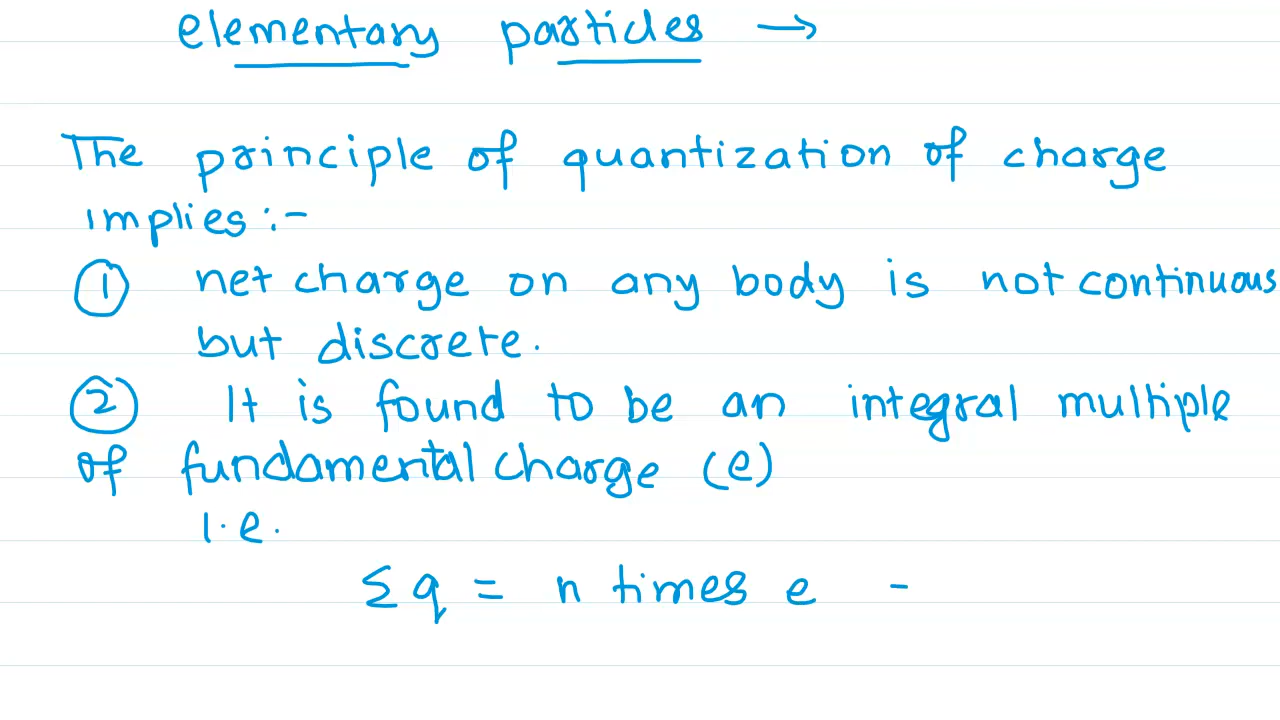 elementary particles →
The principle of quantization of charge
implies :-
① net charge on any body is not continuous
but discrete.
② It is found to be an integral multiple
of fundamental charge (e)
i.e.
Σq = n times e -